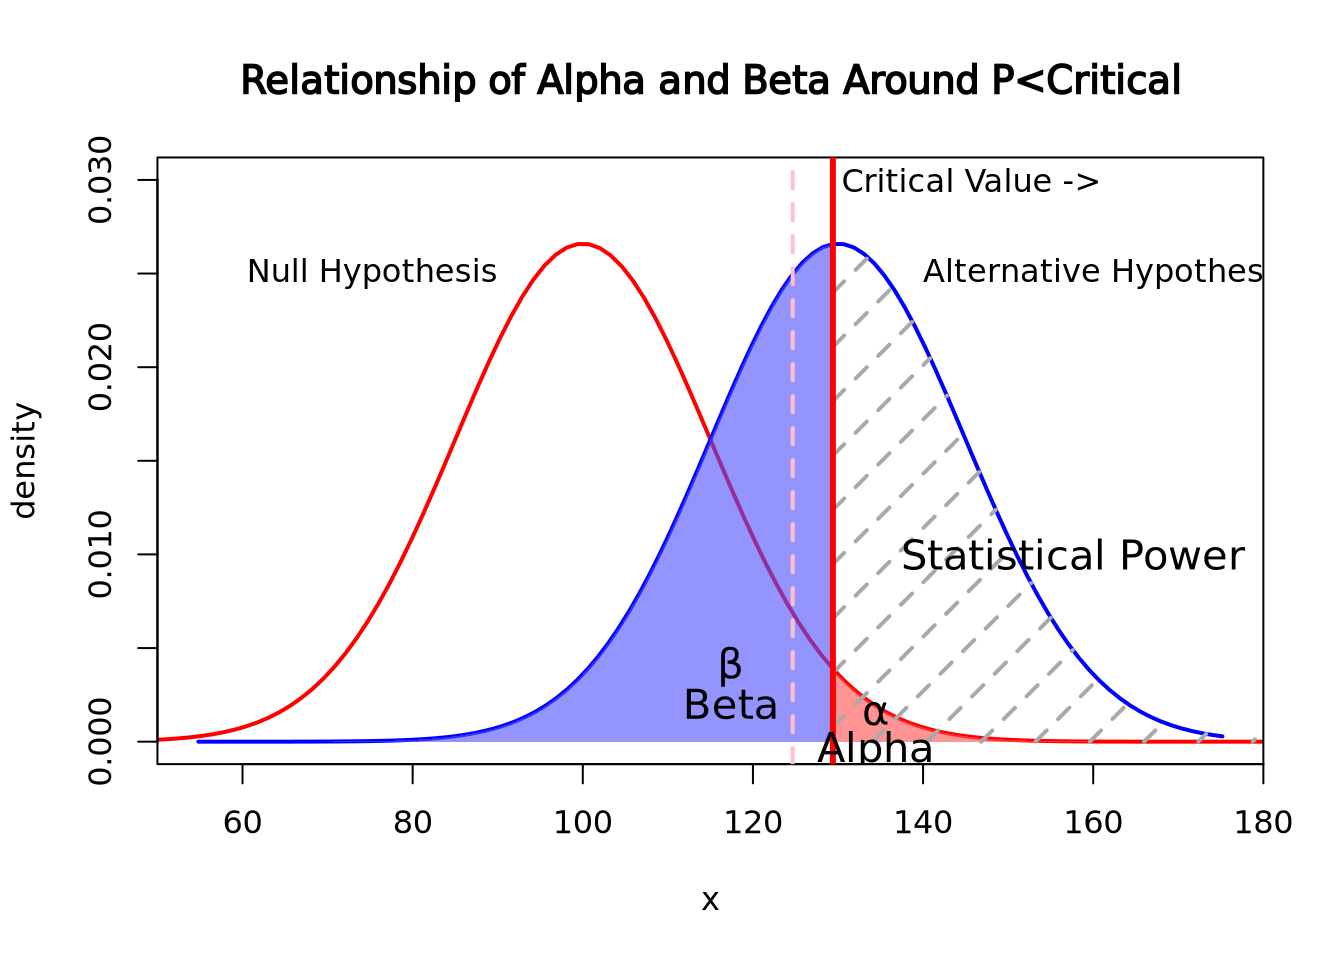 Relationship of Alpha and Beta Around P<Critical
0.030
Critical Value ->
Null Hypothesis
Alternative Hypothes
0.020
density
0.010
Statistical Power
β
Beta
α
Alpha
0.000
60 80 100 120 140 160 180
x